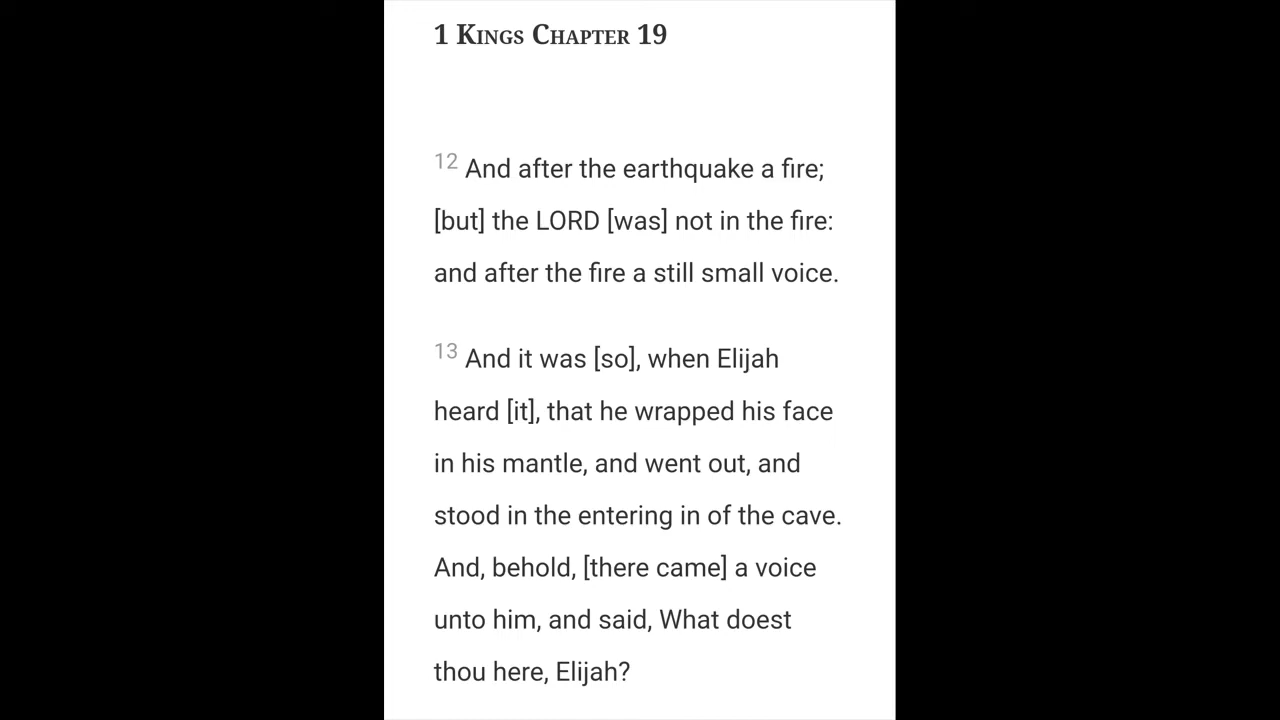 1 Kings Chapter 19
12 And after the earthquake a fire;
[but] the LORD [was] not in the fire:
and after the fire a still small voice.
13 And it was [so], when Elijah
heard [it], that he wrapped his face
in his mantle, and went out, and
stood in the entering in of the cave.
And, behold, [there came] a voice
unto him, and said, What doest
thou here, Elijah?